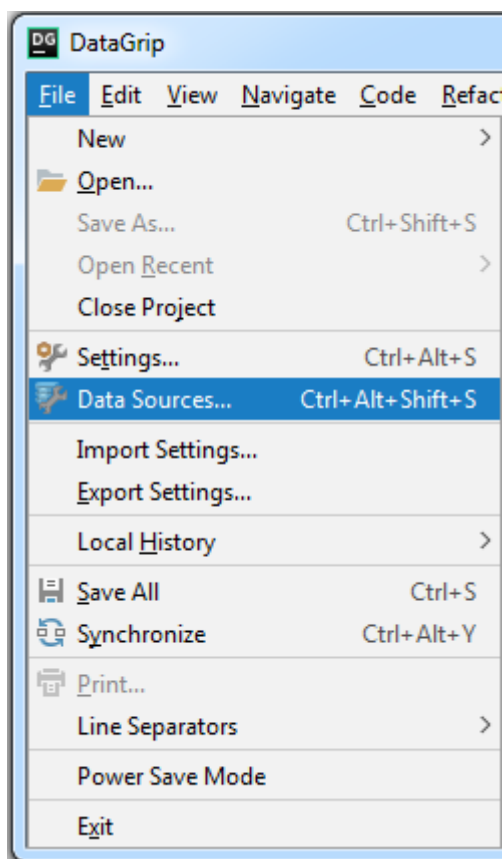 DG DataGrip
File Edit View Navigate Code Refac
New
Open...
Save As... Ctrl+Shift+S
Open Recent
Close Project
Settings... Ctrl+Alt+S
Data Sources... Ctrl+Alt+Shift+S
Import Settings...
Export Settings...
Local History
Save All Ctrl+S
Synchronize Ctrl+Alt+Y
Print...
Line Separators
Power Save Mode
Exit